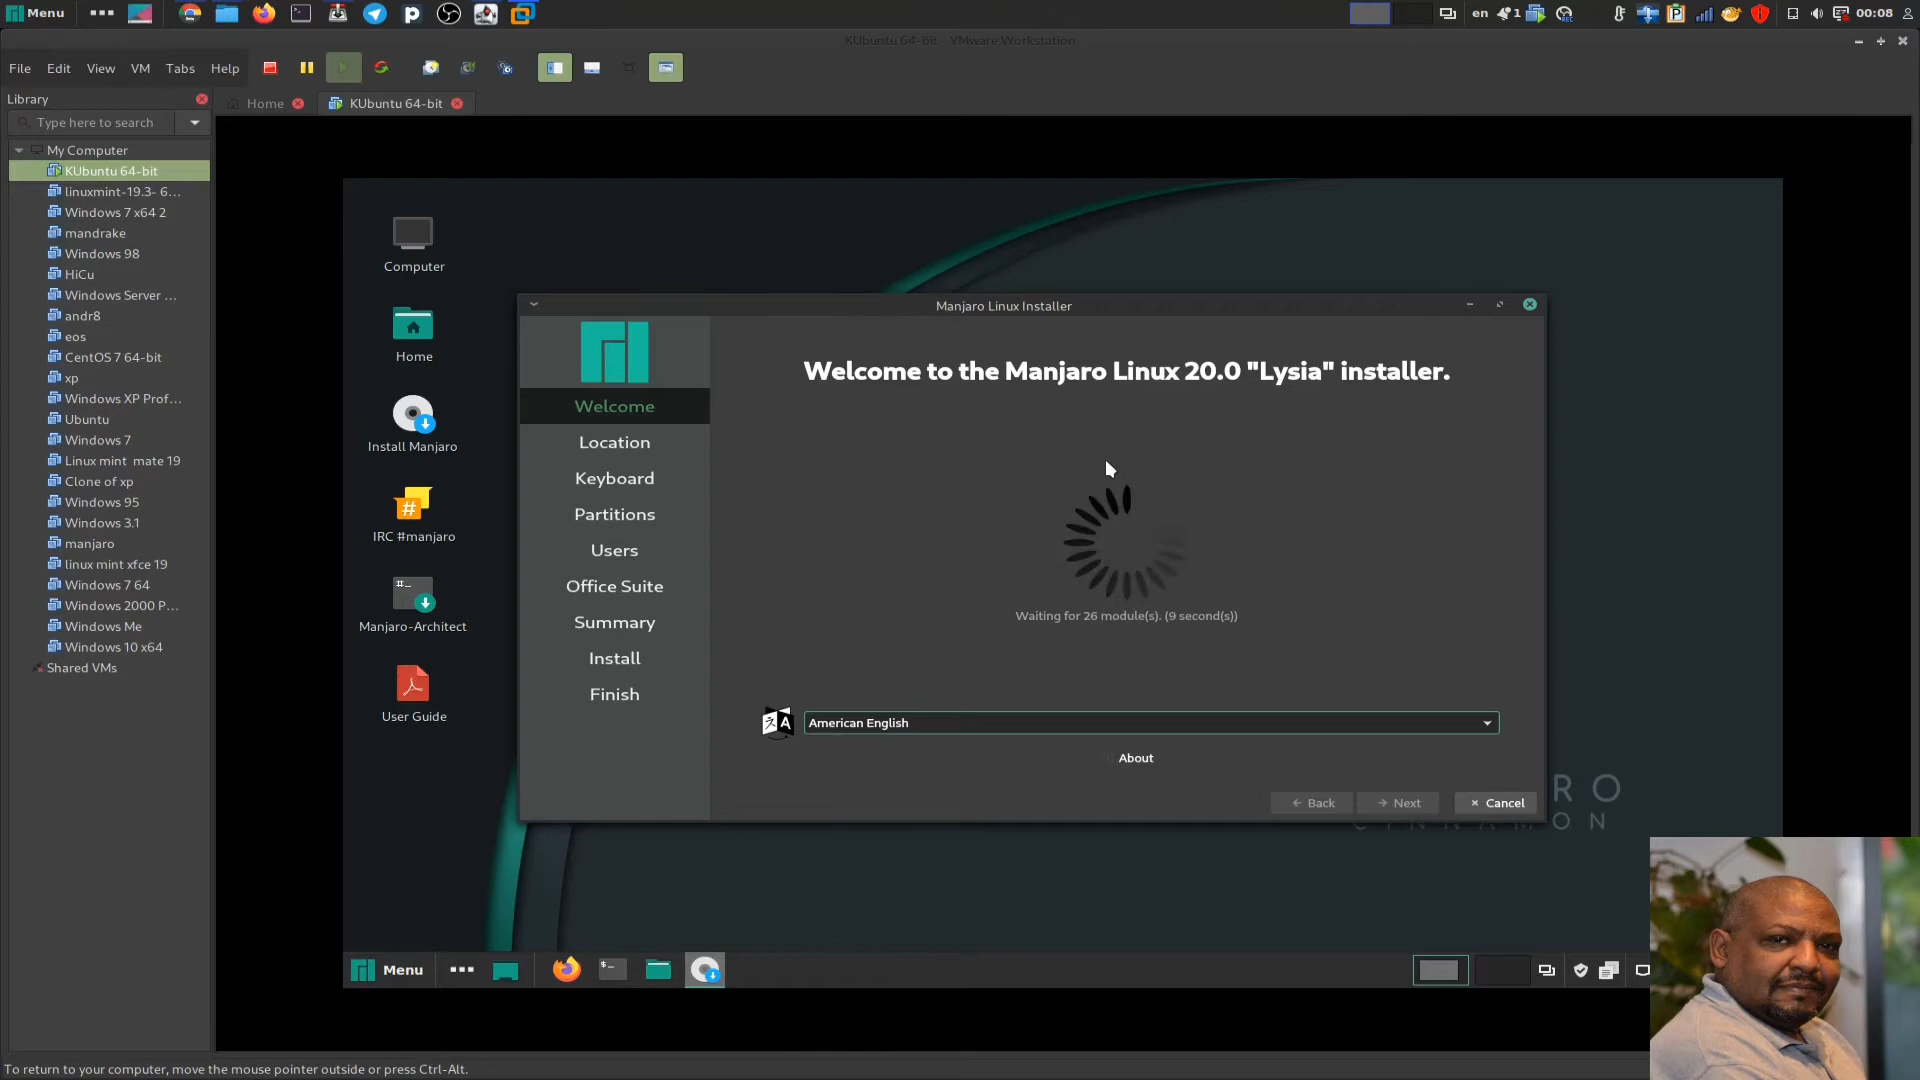 Menu
en
1
00:08
KUbuntu 64-bit - VMware Workstation
File Edit View VM Tabs Help
Library
Home
KUbuntu 64-bit
Type here to search
My Computer
KUbuntu 64-bit
linuxmint-19.3- 6...
Windows 7 x64 2
mandrake
Windows 98
HiCu
Windows Server ...
andr8
eos
CentOS 7 64-bit
xp
Windows XP Prof...
Ubuntu
Windows 7
Linux mint mate 19
Clone of xp
Windows 95
Windows 3.1
manjaro
linux mint xfce 19
Windows 7 64
Windows 2000 P...
Windows Me
Windows 10 x64
Shared VMs
Computer
Home
Install Manjaro
IRC #manjaro
Manjaro-Architect
User Guide
Manjaro Linux Installer
Welcome
Location
Keyboard
Partitions
Users
Office Suite
Summary
Install
Finish
Welcome to the Manjaro Linux 20.0 "Lysia" installer.
Waiting for 26 module(s). (9 second(s))
American English
About
Back
Next
Cancel
Menu
To return to your computer, move the mouse pointer outside or press Ctrl-Alt.